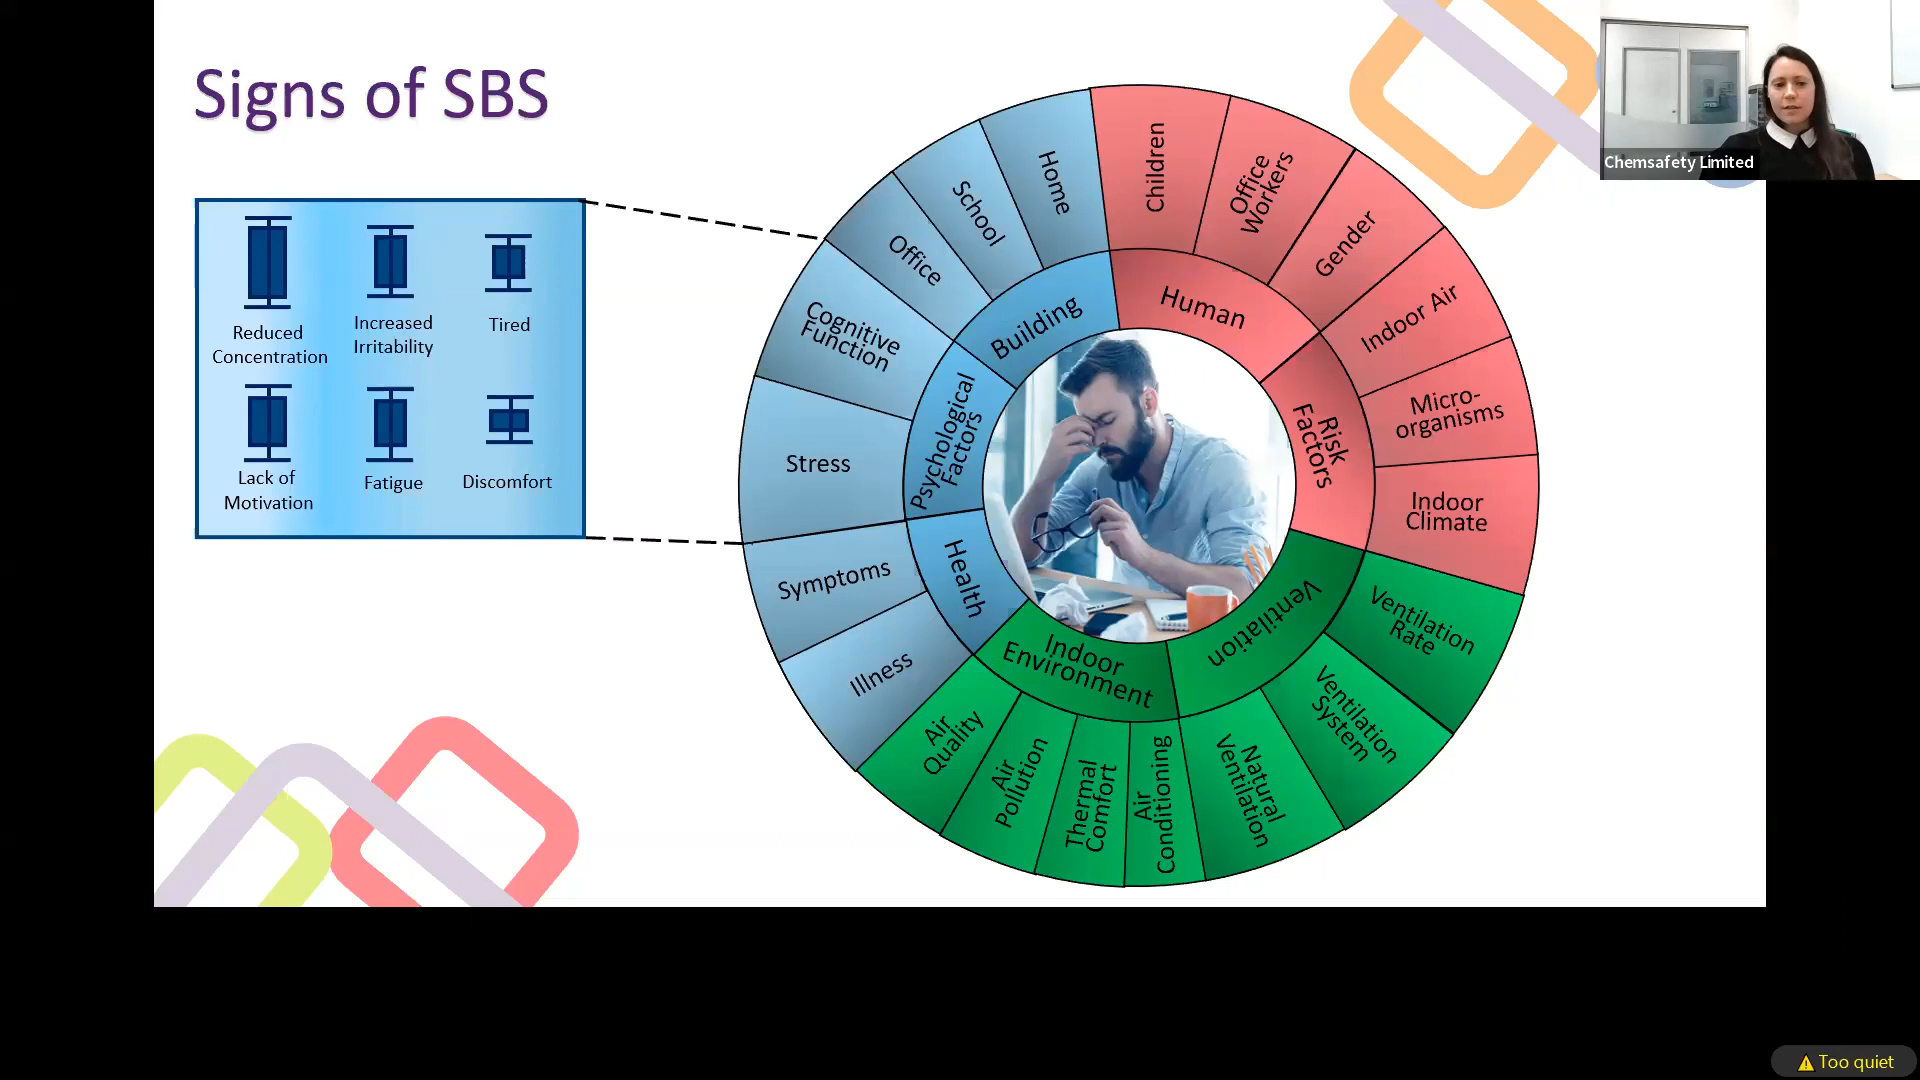 Signs of SBS
Chemsafety Limited
Reduced
Concentration
Increased
Irritability
Tired
Lack of
Motivation
Fatigue
Discomfort
Home
School
Office
Building
Children
Office
Workers
Gender
Human
Indoor Air
Micro-
organisms
Indoor
Climate
Risk
Factors
Ventilation
Rate
Ventilation
System
Natural
Ventilation
Ventilation
Air
Conditioning
Thermal
Comfort
Air
Pollution
Air
Quality
Indoor
Environment
Illness
Symptoms
Health
Stress
Cognitive
Function
Psychological
Factors
Too quiet